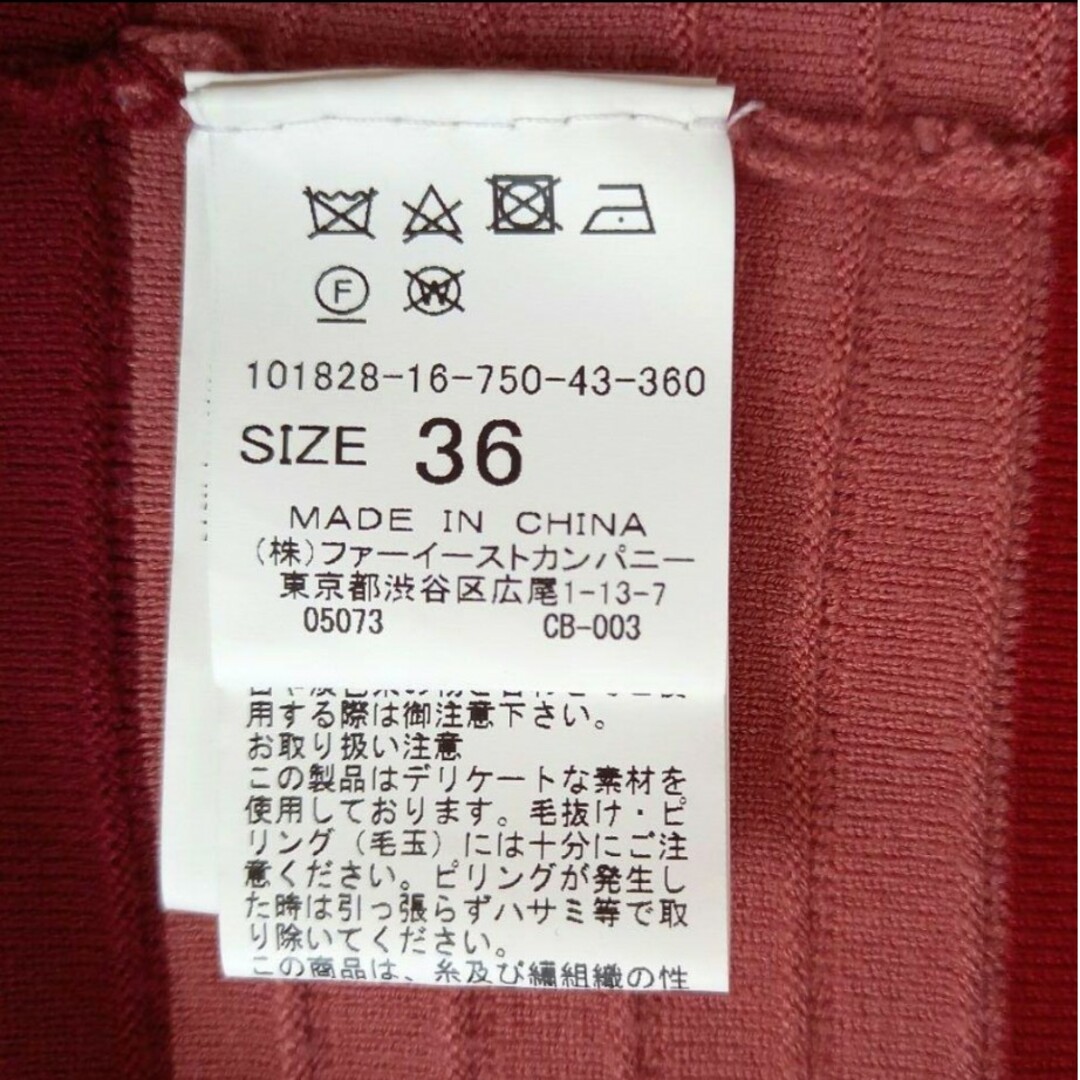 F
W
101828-16-750-43-360
SIZE 36
MADE IN CHINA
(株)ファーイーストカンパニー
東京都渋谷区広尾1-13-7
05073 CB-003
用する際は御注意下さい。
お取り扱い注意
この製品はデリケートな素材を
使用しております。毛抜け・ピ
リング(毛玉)には十分にご注
意ください。ピリングが発生し
た時は引っ張らずハサミ等で取
り除いてください。
この商品は、糸及び編組織の性